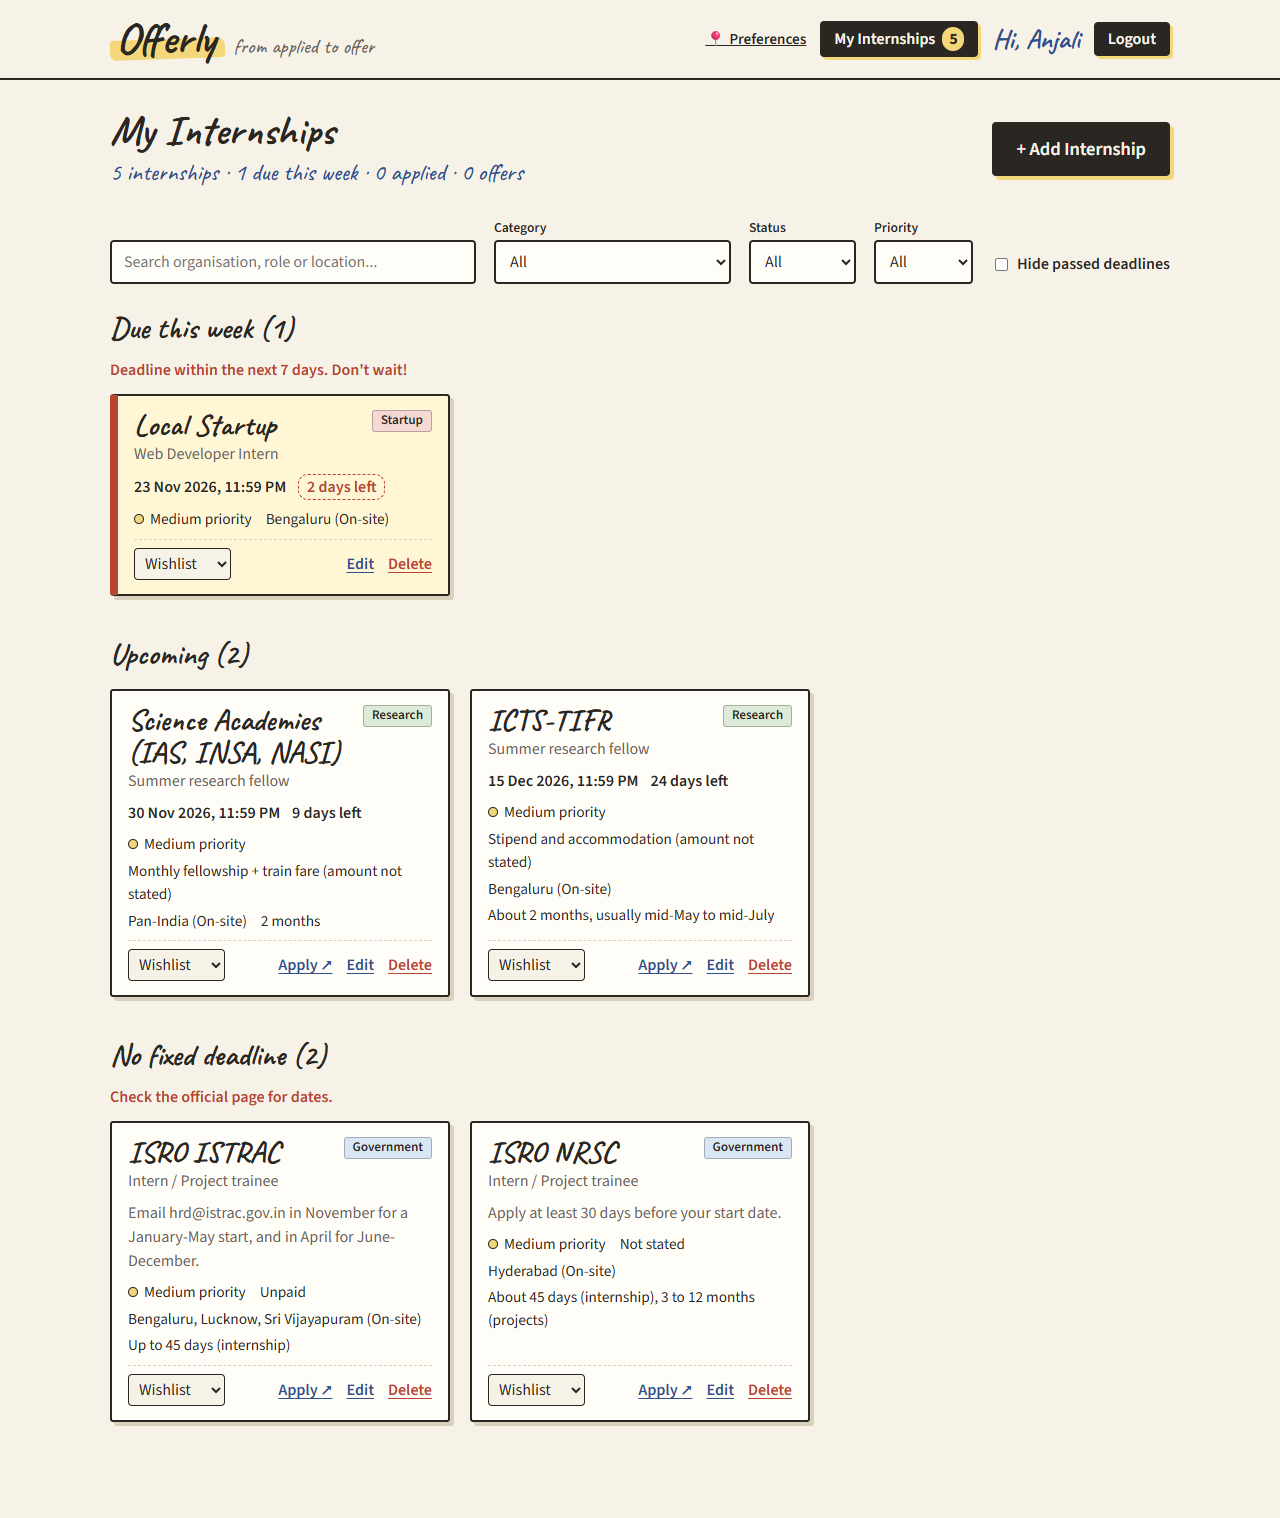 Offerly from applied to offer
📍 Preferences My Internships 5 Hi, Anjali Logout
My Internships
+ Add Internship
5 internships · 1 due this week · 0 applied · 0 offers
Category Status Priority
Search organisation, role or location... All All All Hide passed deadlines
Due this week (1)
Deadline within the next 7 days. Don't wait!
Local Startup Startup
Web Developer Intern
23 Nov 2026, 11:59 PM 2 days left
Medium priority Bengaluru (On-site)
Wishlist Edit Delete
Upcoming (2)
Science Academies Research
(IAS, INSA, NASI)
Summer research fellow
30 Nov 2026, 11:59 PM 9 days left
Medium priority
Monthly fellowship + train fare (amount not
stated)
Pan-India (On-site) 2 months
Wishlist Apply ↗ Edit Delete
ICTS-TIFR Research
Summer research fellow
15 Dec 2026, 11:59 PM 24 days left
Medium priority
Stipend and accommodation (amount not
stated)
Bengaluru (On-site)
About 2 months, usually mid-May to mid-July
Wishlist Apply ↗ Edit Delete
No fixed deadline (2)
Check the official page for dates.
ISRO ISTRAC Government
Intern / Project trainee
Email hrd@istrac.gov.in in November for a
January-May start, and in April for June-
December.
Medium priority Unpaid
Bengaluru, Lucknow, Sri Vijayapuram (On-site)
Up to 45 days (internship)
Wishlist Apply ↗ Edit Delete
ISRO NRSC Government
Intern / Project trainee
Apply at least 30 days before your start date.
Medium priority Not stated
Hyderabad (On-site)
About 45 days (internship), 3 to 12 months
(projects)
Wishlist Apply ↗ Edit Delete